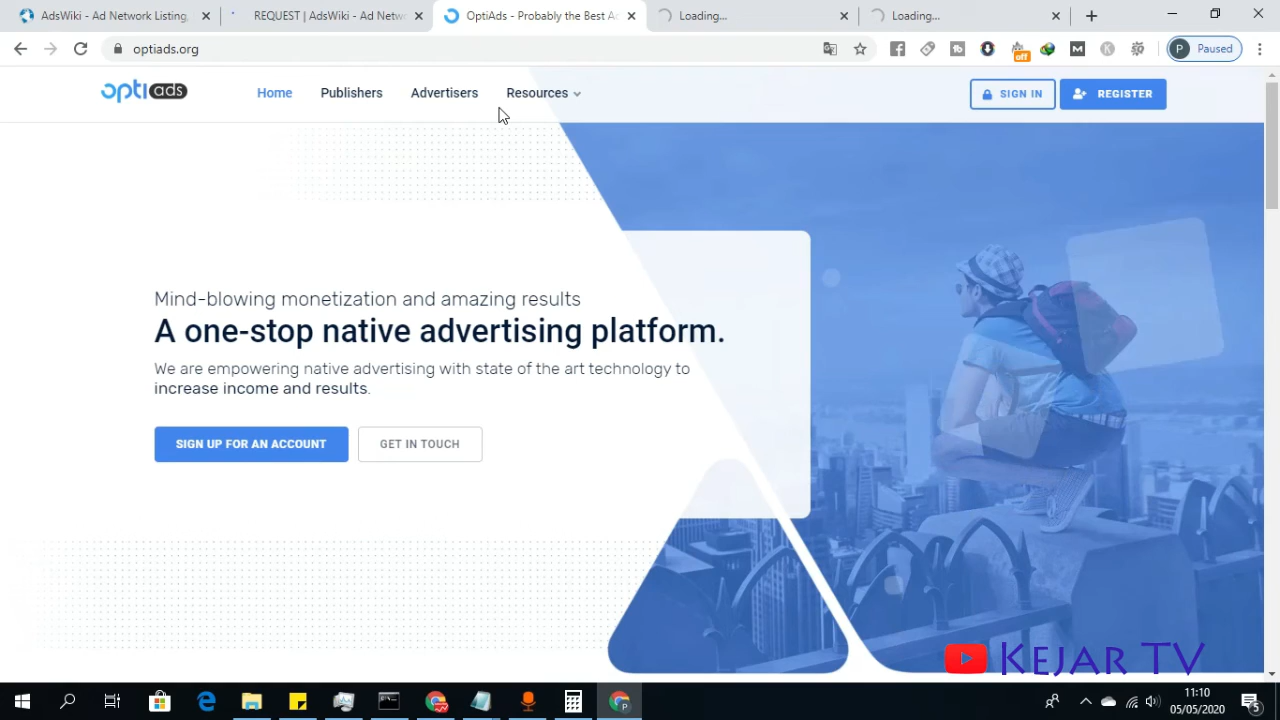 AdsWiki - Ad Network Listing,
REQUEST | AdsWiki - Ad Netw
OptiAds - Probably the Best A
Loading...
Loading...
optiads.org
off
P Paused
optiads
Home
Publishers
Advertisers
Resources
SIGN IN
REGISTER
Mind-blowing monetization and amazing results
A one-stop native advertising platform.
We are empowering native advertising with state of the art technology to
increase income and results.
SIGN UP FOR AN ACCOUNT
GET IN TOUCH
KEJAR TV
11:10
05/05/2020
5